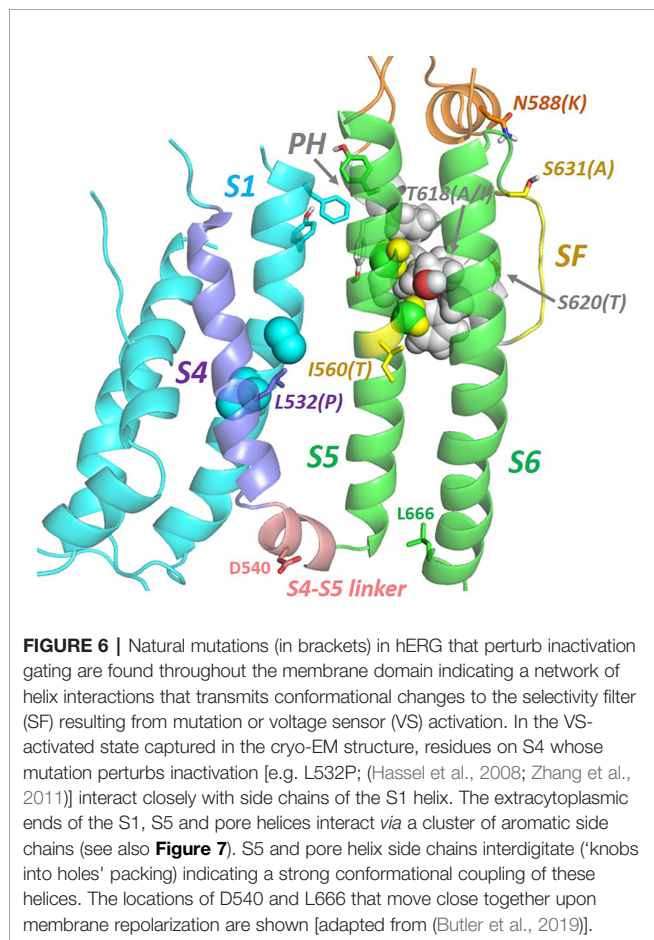 N588(K)
PH
S631(A)
S1
T618(A/I)
SF
S620(T)
S4
I560(T)
L532(P)
S5
S6
L666
D540
S4-S5 linker
FIGURE 6 | Natural mutations (in brackets) in hERG that perturb inactivation
gating are found throughout the membrane domain indicating a network of
helix interactions that transmits conformational changes to the selectivity filter
(SF) resulting from mutation or voltage sensor (VS) activation. In the VS-
activated state captured in the cryo-EM structure, residues on S4 whose
mutation perturbs inactivation [e.g. L532P; (Hassel et al., 2008; Zhang et al.,
2011)] interact closely with side chains of the S1 helix. The extracytoplasmic
ends of the S1, S5 and pore helices interact via a cluster of aromatic side
chains (see also Figure 7). S5 and pore helix side chains interdigitate ('knobs
into holes' packing) indicating a strong conformational coupling of these
helices. The locations of D540 and L666 that move close together upon
membrane repolarization are shown [adapted from (Butler et al., 2019)].